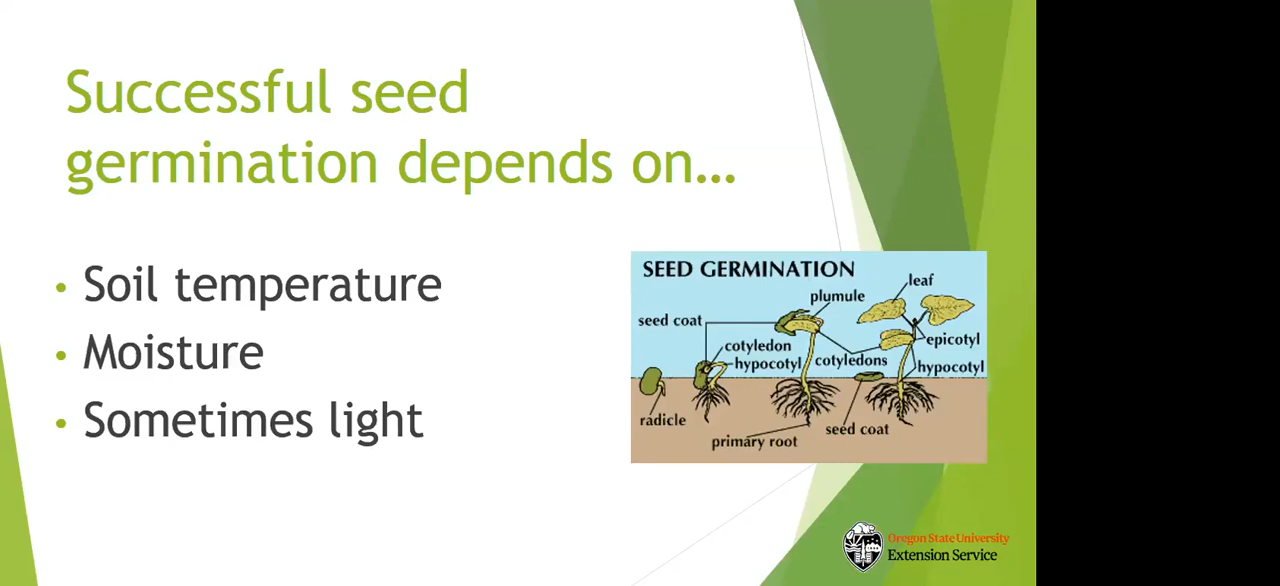 Successful seed
germination depends on...
• Soil temperature
• Moisture
• Sometimes light
SEED GERMINATION
leaf
plumule
seed coat
epicotyl
cotyledon
hypocotyl
cotyledons
hypocotyl
radicle
seed coat
primary root
Oregon State University
Extension Service